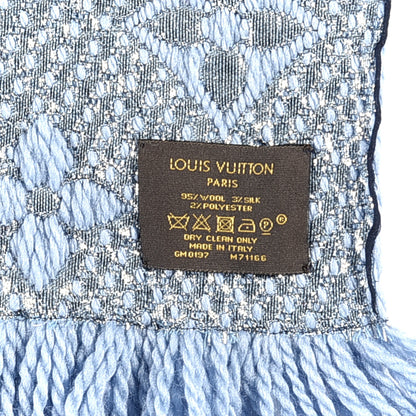 LOUIS VUITTON
PARIS
95% WOOL 3% SILK
2% POLYESTER
DRY CLEAN ONLY
MADE IN ITALY
GM0197 M71166